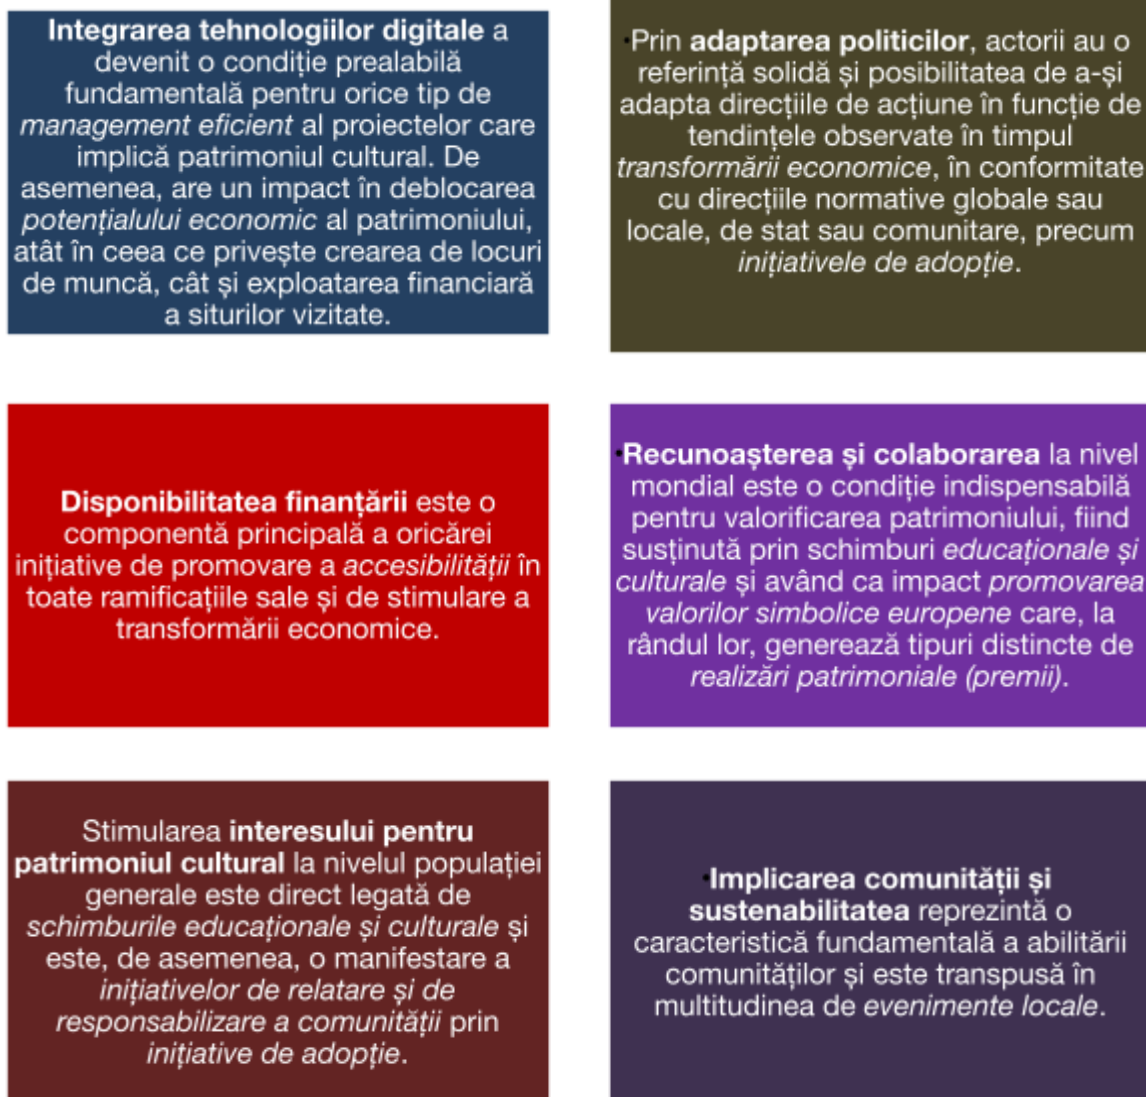 Integrarea tehnologiilor digitale a
devenit o condiție prealabilă
fundamentală pentru orice tip de
management eficient al proiectelor care
implică patrimoniul cultural. De
asemenea, are un impact în deblocarea
potențialului economic al patrimoniului,
atât în ceea ce privește crearea de locuri
de muncă, cât și exploatarea financiară
a siturilor vizitate.
•Prin adaptarea politicilor, actorii au o
referință solidă și posibilitatea de a-și
adapta direcțiile de acțiune în funcție de
tendințele observate în timpul
transformării economice, în conformitate
cu direcțiile normative globale sau
locale, de stat sau comunitare, precum
inițiativele de adopție.
Disponibilitatea finanțării este o
componentă principală a oricărei
inițiative de promovare a accesibilității în
toate ramificațiile sale și de stimulare a
transformării economice.
•Recunoașterea și colaborarea la nivel
mondial este o condiție indispensabilă
pentru valorificarea patrimoniului, fiind
susținută prin schimburi educaționale și
culturale și având ca impact promovarea
valorilor simbolice europene care, la
rândul lor, generează tipuri distincte de
realizări patrimoniale (premii).
Stimularea interesului pentru
patrimoniul cultural la nivelul populației
generale este direct legată de
schimburile educaționale și culturale și
este, de asemenea, o manifestare a
inițiativelor de relatare și de
responsabilizare a comunității prin
inițiative de adopție.
•Implicarea comunității și
sustenabilitatea reprezintă o
caracteristică fundamentală a abilitării
comunităților și este transpusă în
multitudinea de evenimente locale.